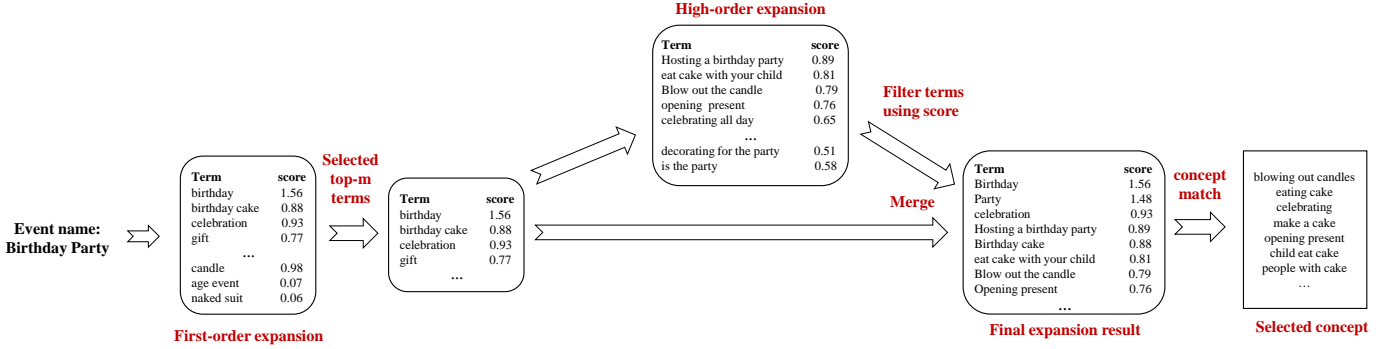 Event name:
Birthday Party
Term score
birthday 1.56
birthday cake 0.88
celebration 0.93
gift 0.77
...
candle 0.98
age event 0.07
naked suit 0.06
First-order expansion
Selected
top-m
terms
Term score
birthday 1.56
birthday cake 0.88
celebration 0.93
gift 0.77
...
High-order expansion
Term score
Hosting a birthday party 0.89
eat cake with your child 0.81
Blow out the candle 0.79
opening present 0.76
celebrating all day 0.65
...
decorating for the party 0.51
is the party 0.58
Filter terms
using score
Merge
Term score
Birthday 1.56
Party 1.48
celebration 0.93
Hosting a birthday party 0.89
Birthday cake 0.88
eat cake with your child 0.81
Blow out the candle 0.79
Opening present 0.76
...
Final expansion result
concept
match
blowing out candles
eating cake
celebrating
make a cake
opening present
child eat cake
people with cake
...
Selected concept